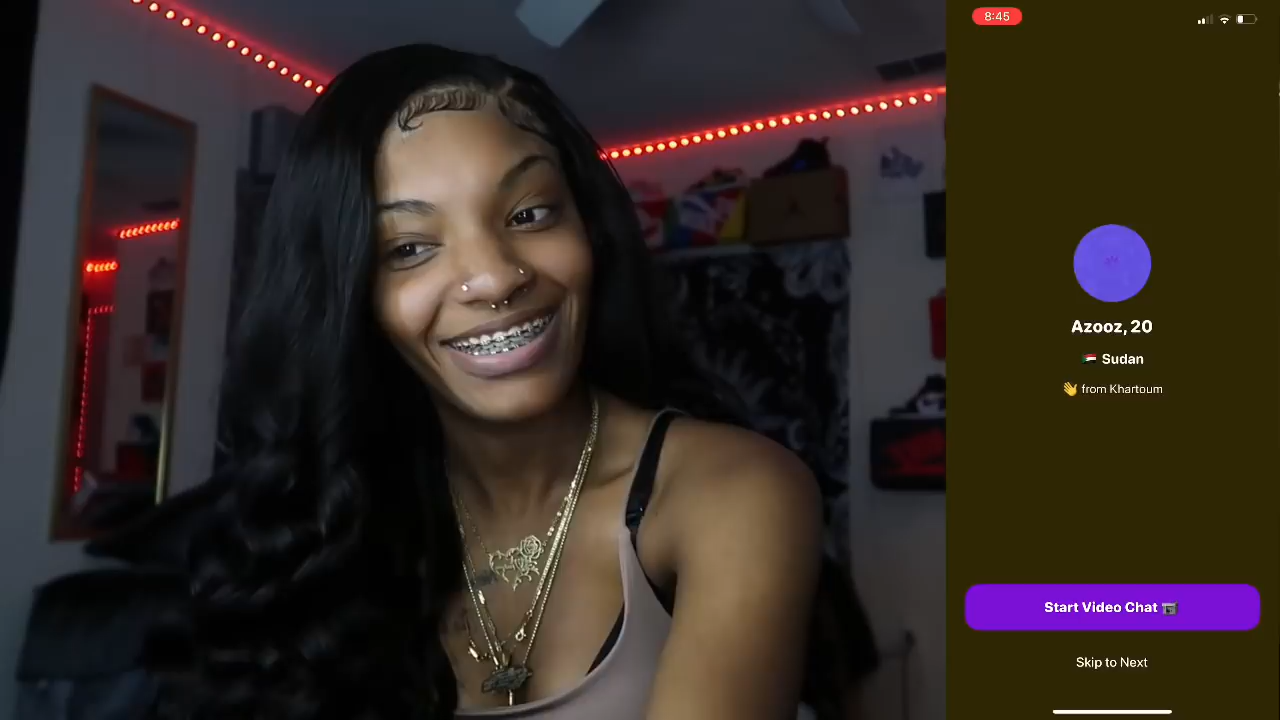 8:45
Azooz, 20
Sudan
from Khartoum
Start Video Chat
Skip to Next